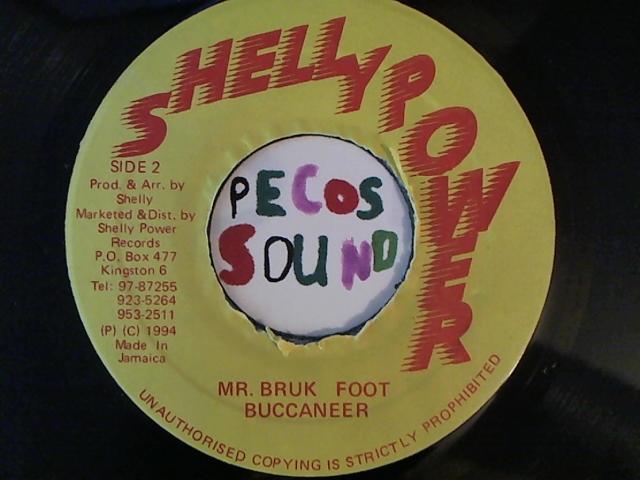 SHELLY POWER
SIDE 2
Prod. & Arr. by
Shelly
Marketed &Dist. by
Shelly Power
Records
P.O. Box 477
Kingston 6
Tel: 97-87255
923-5264
953-2511
(P) (C) 1994
Made In
Jamaica
PECOS
SOUND
MR. BRUK FOOT
BUCCANEER
UNAUTHORISED COPYING IS STRICTLY PROPHIBITED